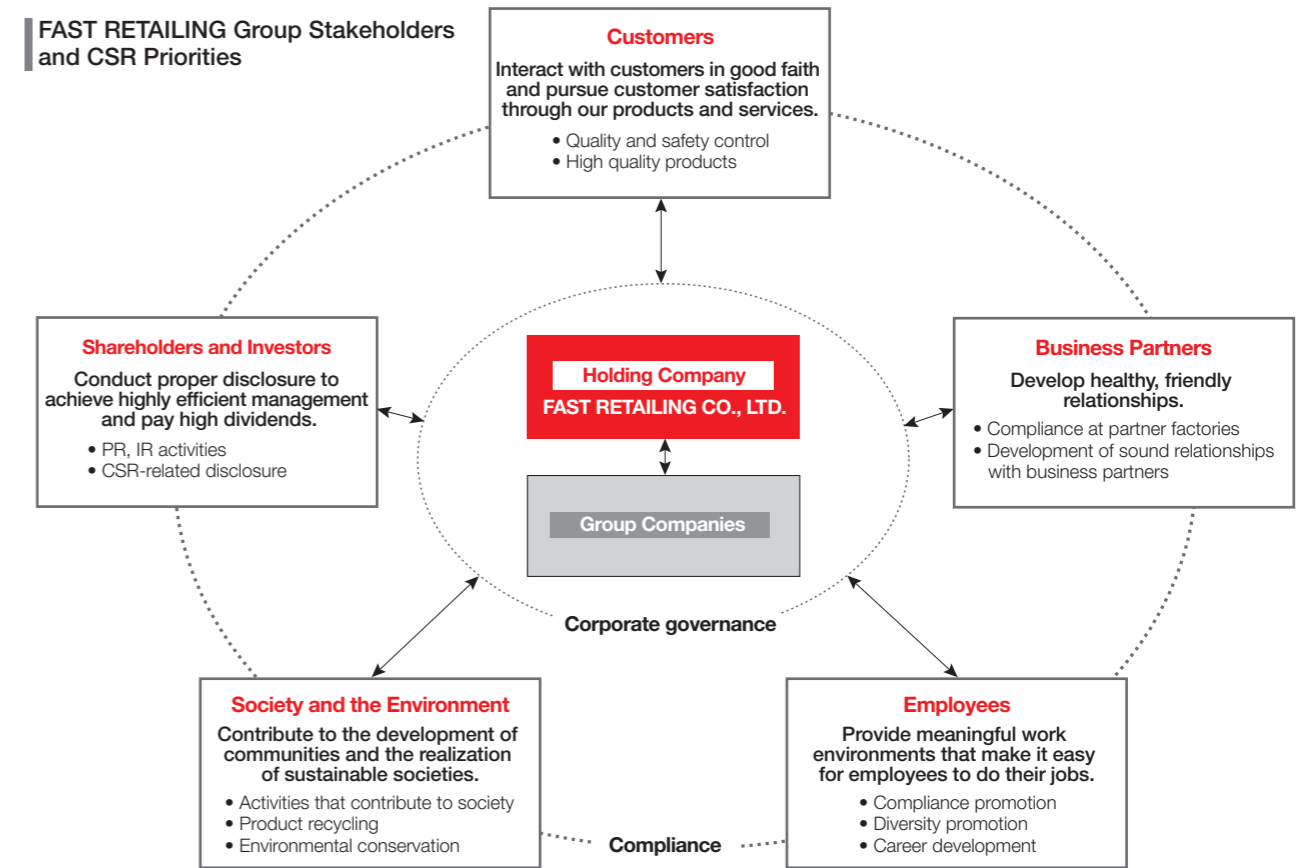 FAST RETAILING Group Stakeholders
and CSR Priorities
Customers
Interact with customers in good faith
and pursue customer satisfaction
through our products and services.
• Quality and safety control
• High quality products
Shareholders and Investors
Conduct proper disclosure to
achieve highly efficient management
and pay high dividends.
• PR, IR activities
• CSR-related disclosure
Holding Company
FAST RETAILING CO., LTD.
Group Companies
Corporate governance
Business Partners
Develop healthy, friendly
relationships.
• Compliance at partner factories
• Development of sound relationships
with business partners
Society and the Environment
Contribute to the development of
communities and the realization
of sustainable societies.
• Activities that contribute to society
• Product recycling
• Environmental conservation
Compliance
Employees
Provide meaningful work
environments that make it easy
for employees to do their jobs.
• Compliance promotion
• Diversity promotion
• Career development